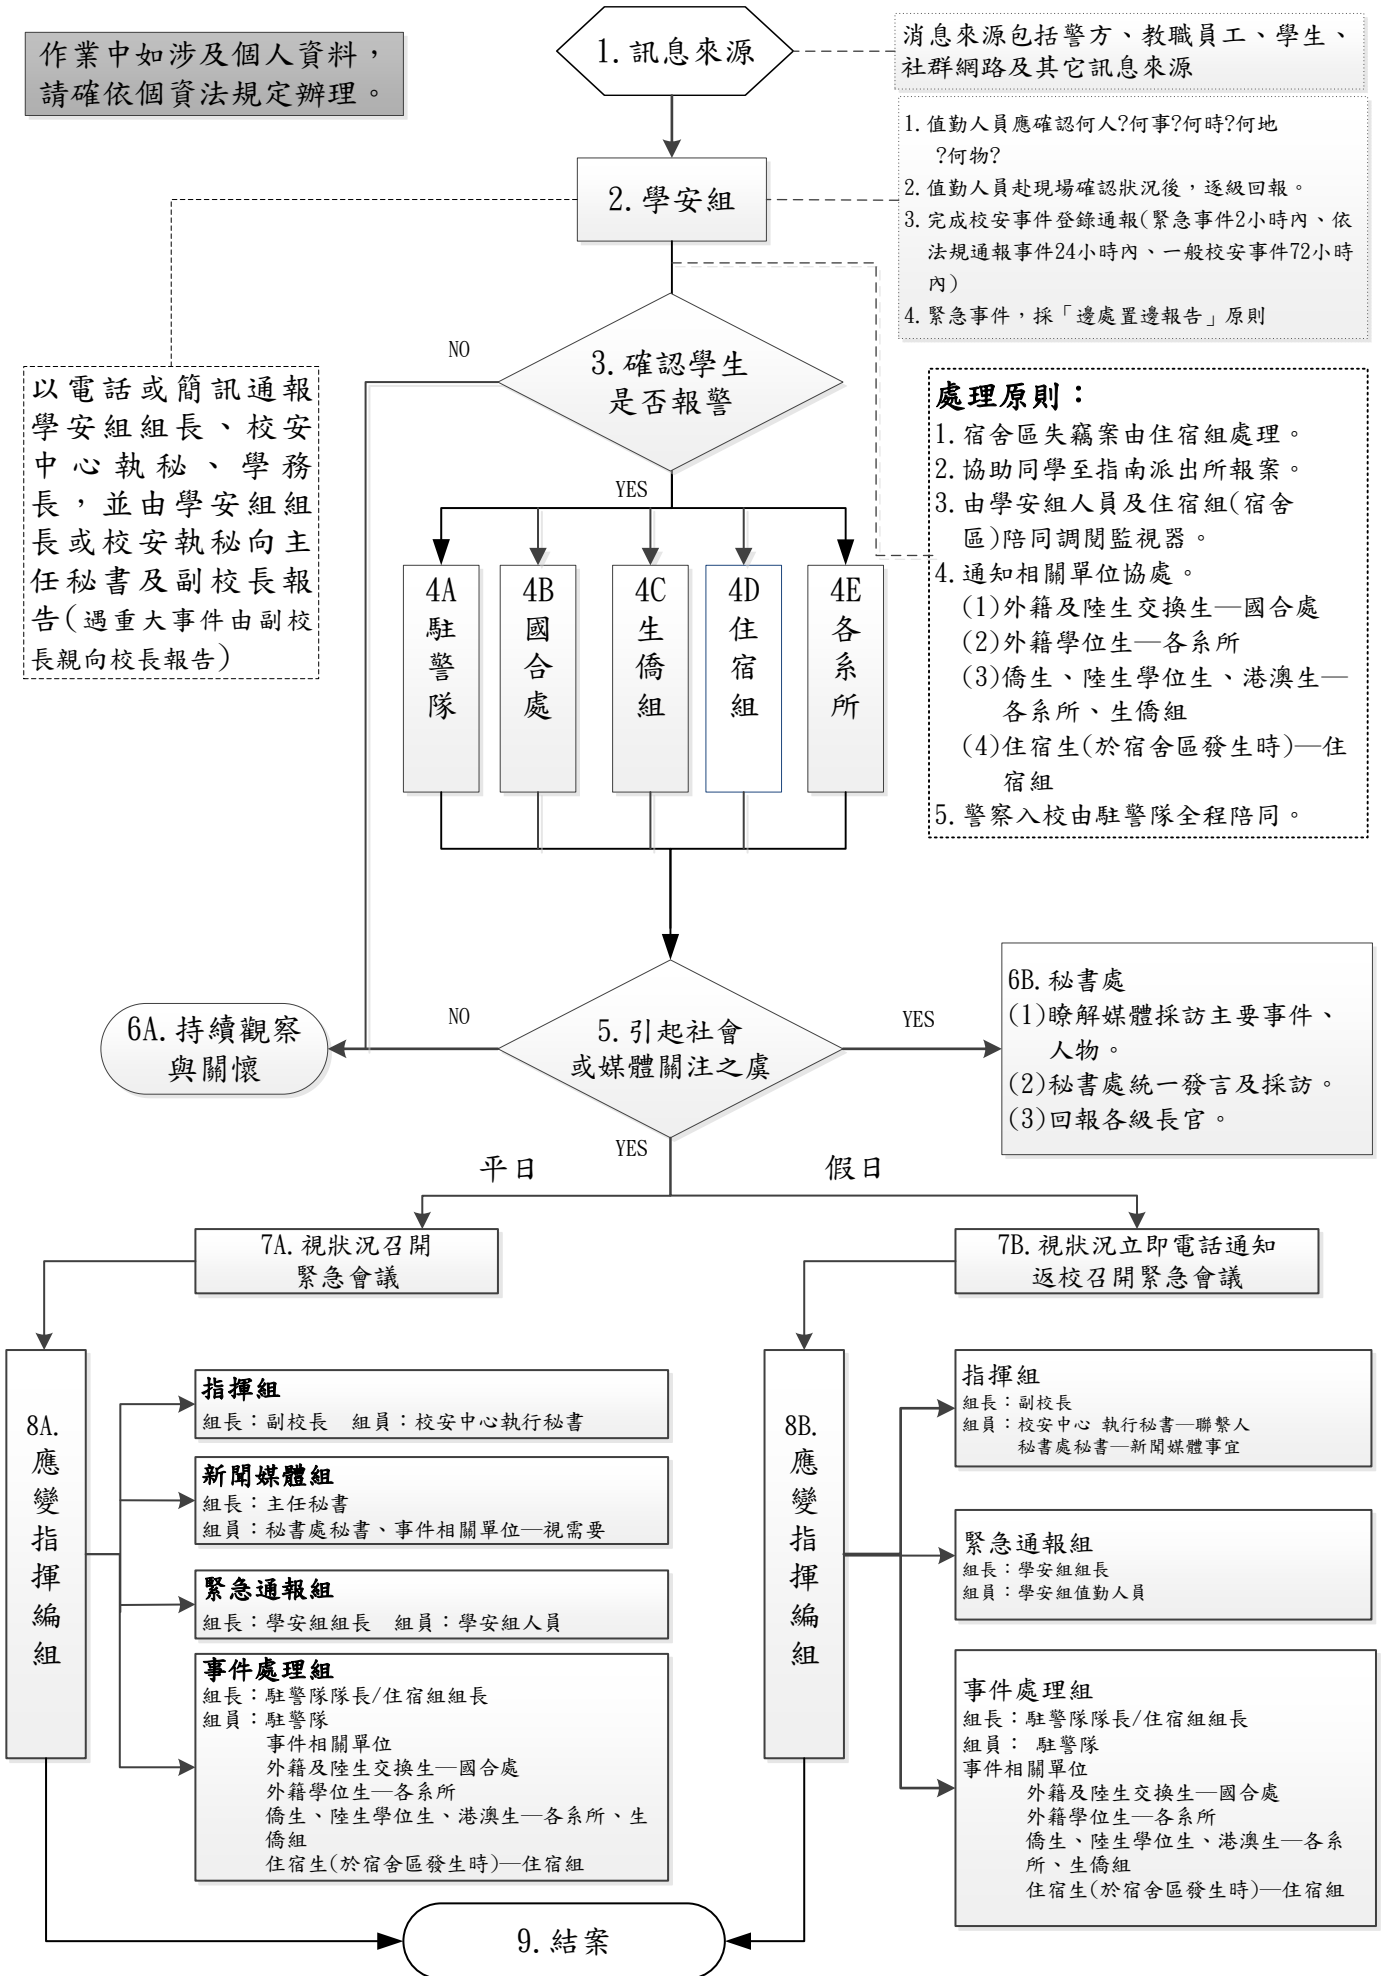 作業中如涉及個人資料，
請確依個資法規定辦理。
1.訊息來源
消息來源包括警方、教職員工、學生、
社群網路及其它訊息來源
2.學安組
1.值勤人員應確認何人?何事?何時?何地
?何物?
2.值勤人員赴現場確認狀況後，逐級回報。
3.完成校安事件登錄通報(緊急事件2小時內、依
法規通報事件24小時內、一般校安事件72小時
內)
4.緊急事件，採「邊處置邊報告」原則
以電話或簡訊通報
學安組組長、校安
中心執秘、學務
長，並由學安組組
長或校安執秘向主
任秘書及副校長報
告(遇重大事件由副校
長親向校長報告)
NO
3.確認學生
是否報警
YES
處理原則：
1.宿舍區失竊案由住宿組處理。
2.協助同學至指南派出所報案。
3.由學安組人員及住宿組(宿舍
區)陪同調閱監視器。
4.通知相關單位協處。
(1)外籍及陸生交換生—國合處
(2)外籍學位生—各系所
(3)僑生、陸生學位生、港澳生—
各系所、生僑組
(4)住宿生(於宿舍區發生時)—住
宿組
5.警察入校由駐警隊全程陪同。
4A
駐
警
隊
4B
國
合
處
4C
生
僑
組
4D
住
宿
組
4E
各
系
所
6A.持續觀察
與關懷
NO
5.引起社會
或媒體關注之虞
YES
6B.秘書處
(1)瞭解媒體採訪主要事件、
人物。
(2)秘書處統一發言及採訪。
(3)回報各級長官。
YES
平日
假日
7A.視狀況召開
緊急會議
7B.視狀況立即電話通知
返校召開緊急會議
8A.
應
變
指
揮
編
組
指揮組
組長：副校長 組員：校安中心執行秘書
新聞媒體組
組長：主任秘書
組員：秘書處秘書、事件相關單位—視需要
緊急通報組
組長：學安組組長 組員：學安組人員
事件處理組
組長：駐警隊隊長/住宿組組長
組員：駐警隊
事件相關單位
外籍及陸生交換生—國合處
外籍學位生—各系所
僑生、陸生學位生、港澳生—各系所、生
僑組
住宿生(於宿舍區發生時)—住宿組
8B.
應
變
指
揮
編
組
指揮組
組長：副校長
組員：校安中心 執行秘書—聯繫人
秘書處秘書—新聞媒體事宜
緊急通報組
組長：學安組組長
組員：學安組值勤人員
事件處理組
組長：駐警隊隊長/住宿組組長
組員： 駐警隊
事件相關單位
外籍及陸生交換生—國合處
外籍學位生—各系所
僑生、陸生學位生、港澳生—各系
所、生僑組
住宿生(於宿舍區發生時)—住宿組
9.結案